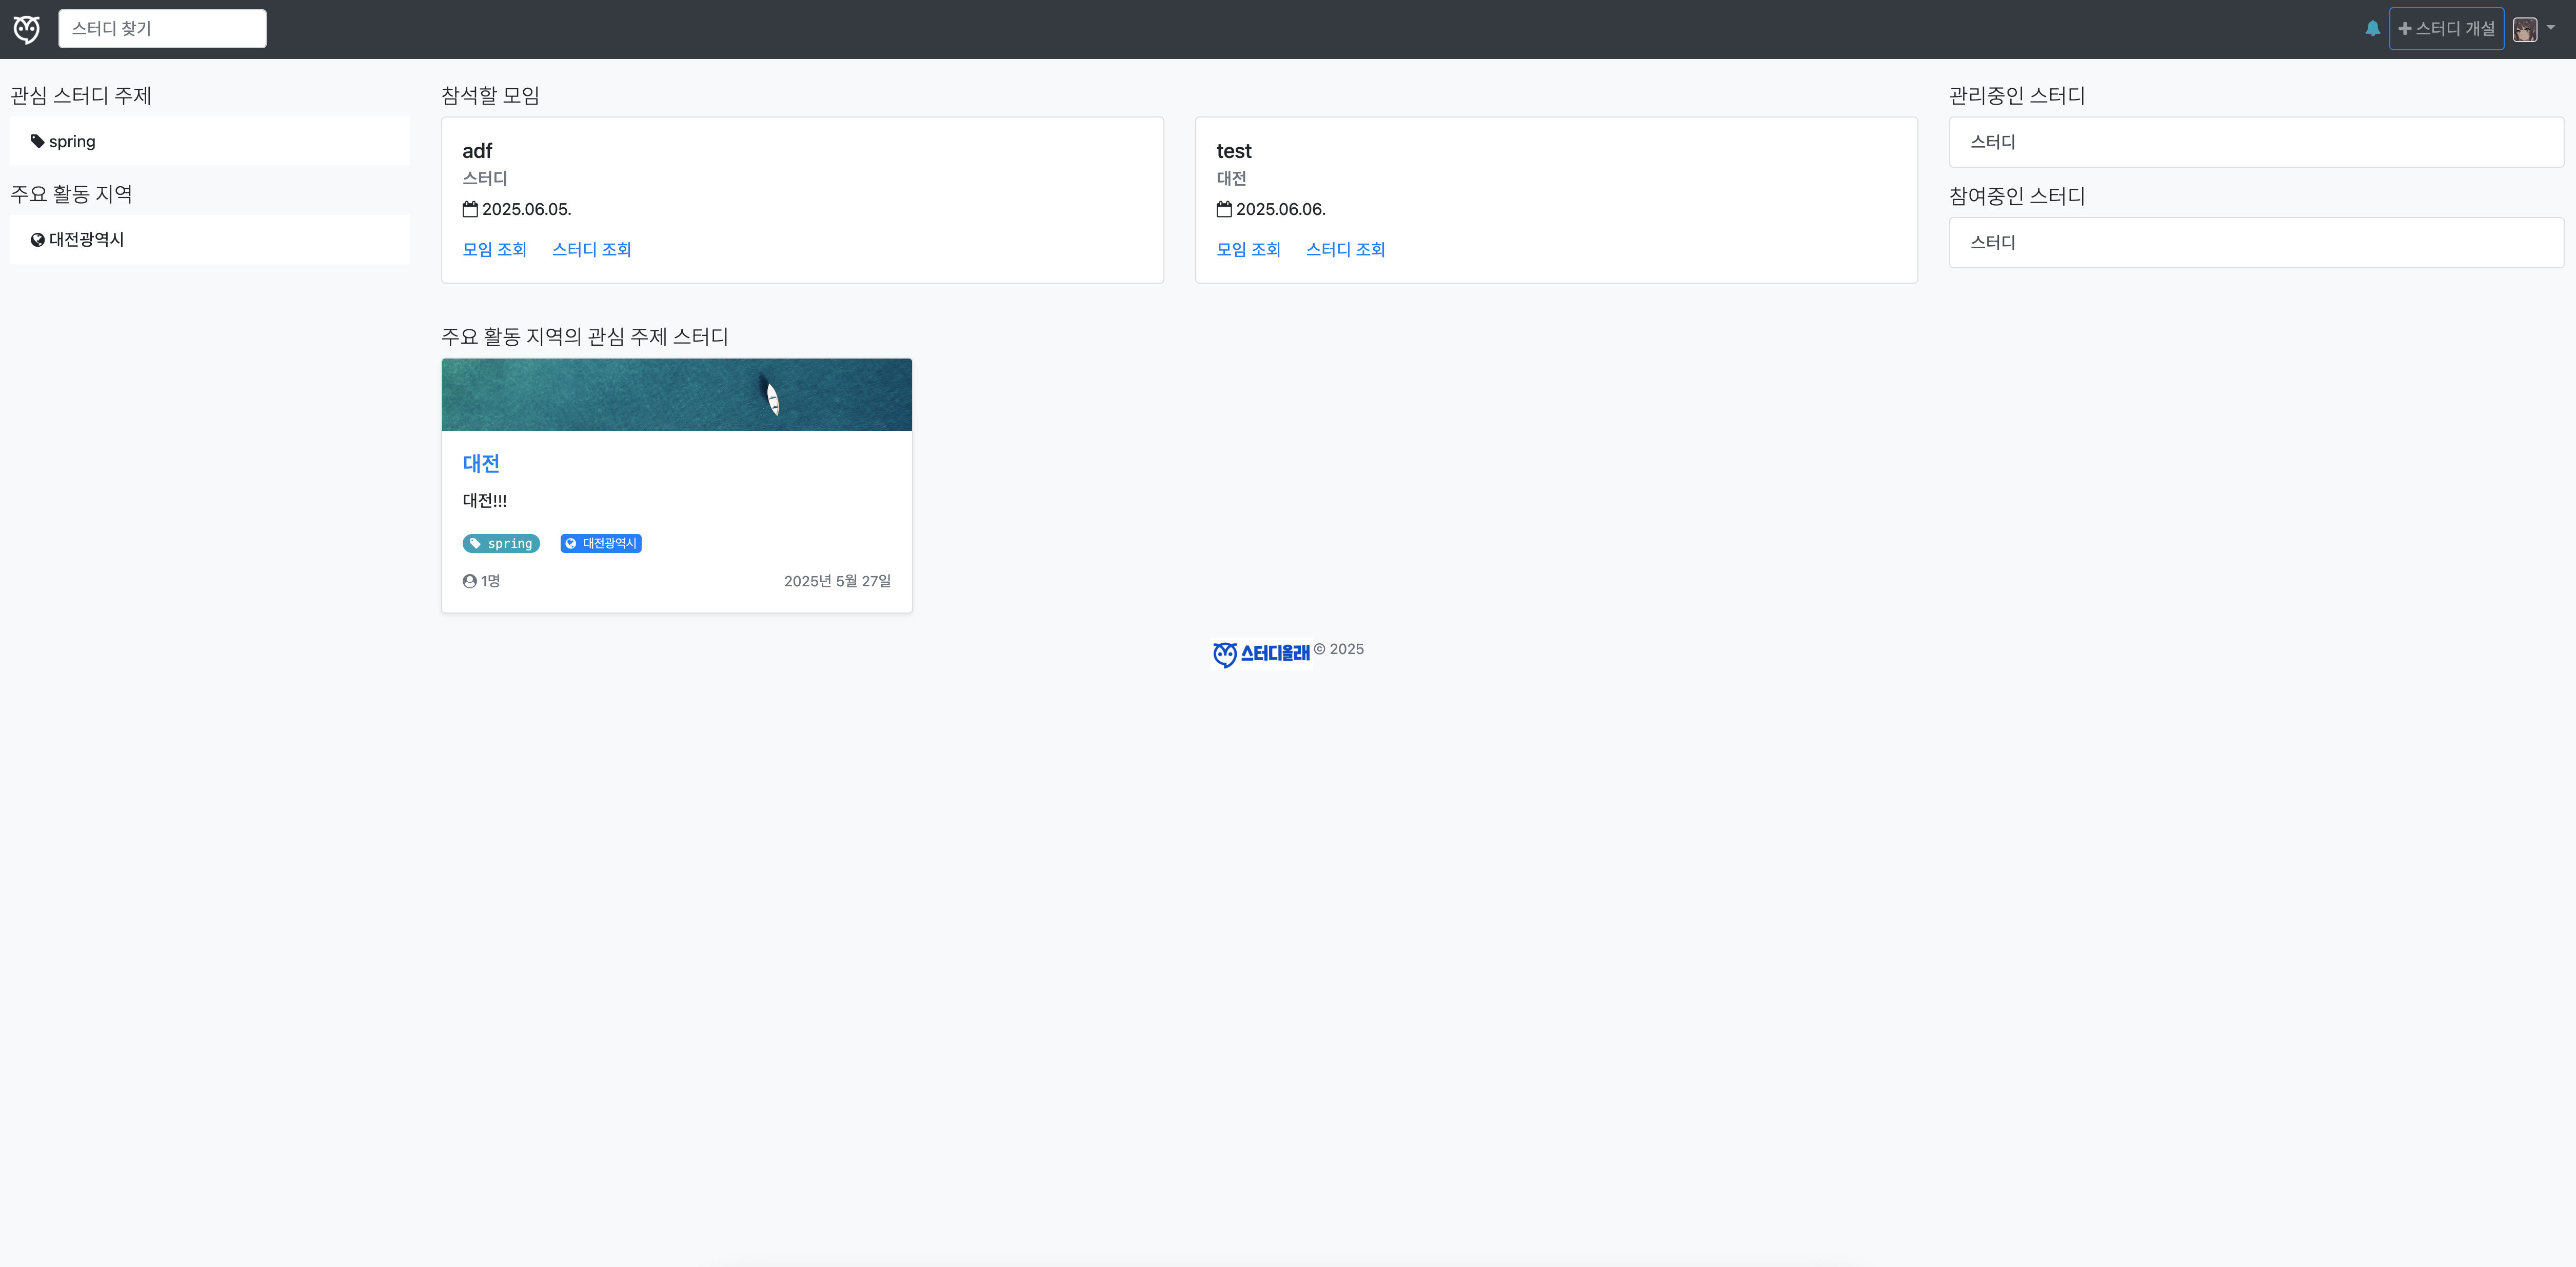 스터디 찾기
스터디 개설
관심 스터디 주제
spring
주요 활동 지역
대전광역시
참석할 모임
adf
스터디
2025.06.05.
모임 조회 스터디 조회
test
대전
2025.06.06.
모임 조회 스터디 조회
주요 활동 지역의 관심 주제 스터디
대전
대전!!!
spring 대전광역시
1명 2025년 5월 27일
관리중인 스터디
스터디
참여중인 스터디
스터디
스터디올래 © 2025